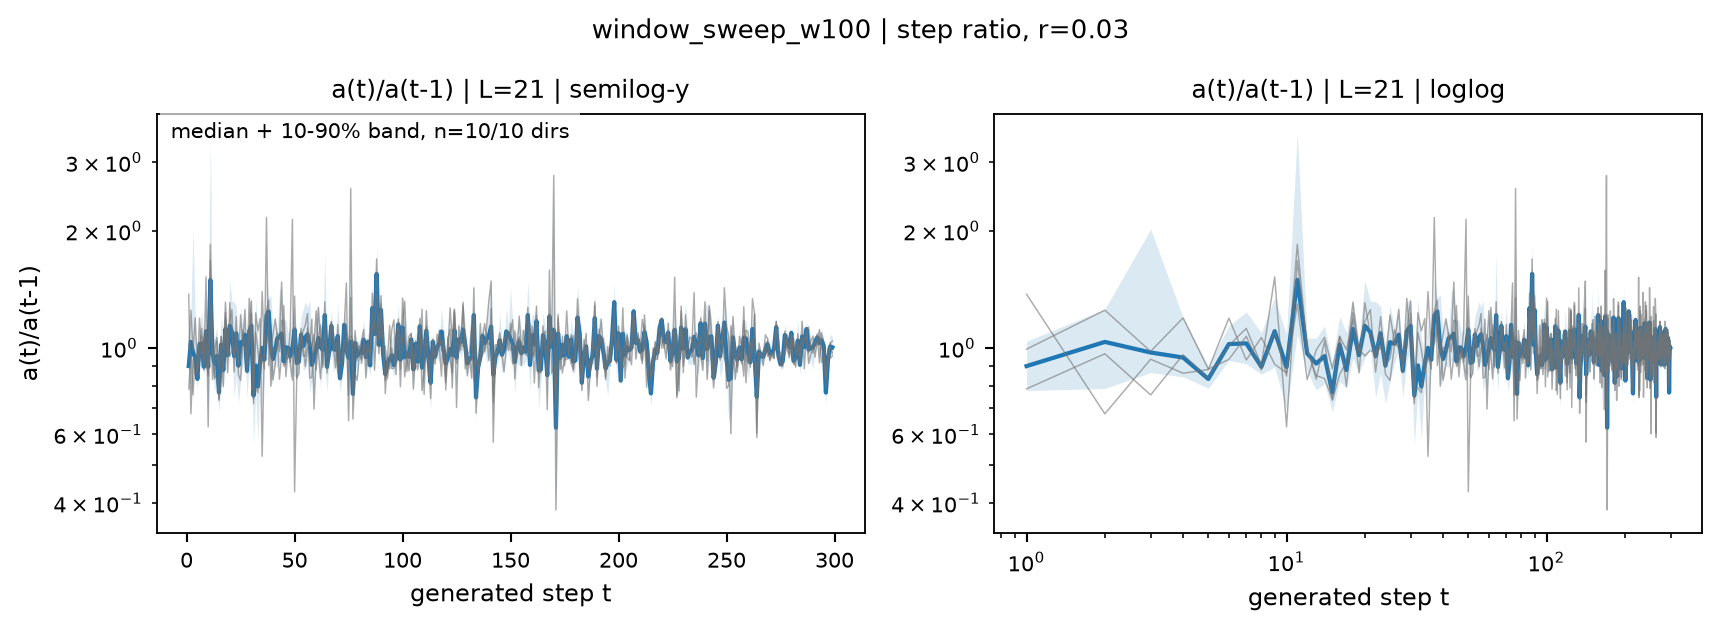 window_sweep_w100 | step ratio, r=0.03
a(t)/a(t-1) | L=21 | semilog-y
median + 10-90% band, n=10/10 dirs
a(t)/a(t-1)
3 × 10⁰
2 × 10⁰
10⁰
6 × 10⁻¹
4 × 10⁻¹
0 50 100 150 200 250 300
generated step t
a(t)/a(t-1) | L=21 | loglog
3 × 10⁰
2 × 10⁰
10⁰
6 × 10⁻¹
4 × 10⁻¹
10⁰ 10¹ 10²
generated step t